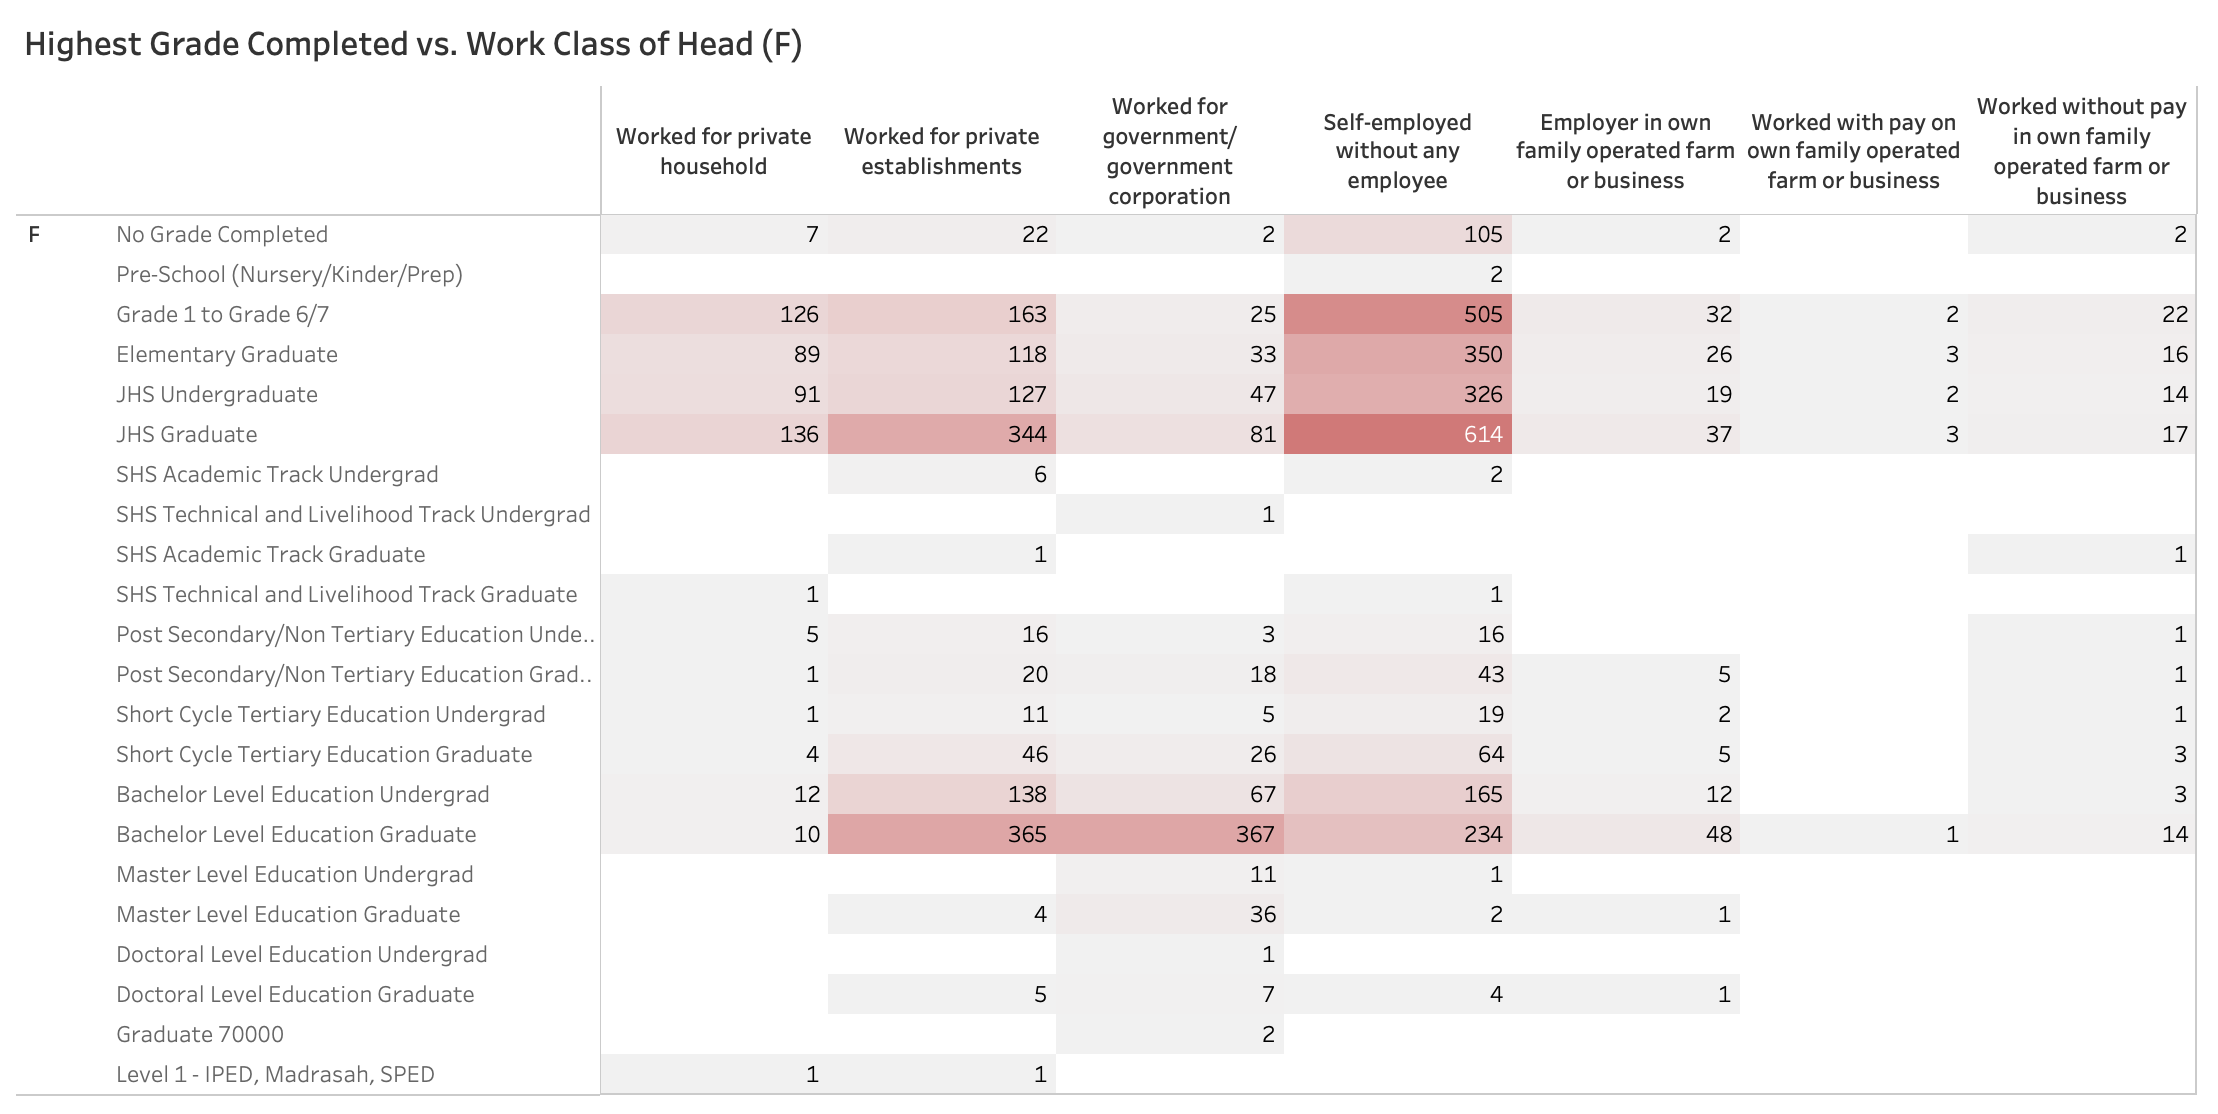 Highest Grade Completed vs. Work Class of Head (F)
Worked for private household
Worked for private establishments
Worked for government/ government corporation
Self-employed without any employee
Employer in own family operated farm or business
Worked with pay on own family operated farm or business
Worked without pay in own family operated farm or business
F No Grade Completed 7 22 2 105 2 2
Pre-School (Nursery/Kinder/Prep) 2
Grade 1 to Grade 6/7 126 163 25 505 32 2 22
Elementary Graduate 89 118 33 350 26 3 16
JHS Undergraduate 91 127 47 326 19 2 14
JHS Graduate 136 344 81 614 37 3 17
SHS Academic Track Undergrad 6 2
SHS Technical and Livelihood Track Undergrad 1
SHS Academic Track Graduate 1 1
SHS Technical and Livelihood Track Graduate 1 1
Post Secondary/Non Tertiary Education Unde.. 5 16 3 16 1
Post Secondary/Non Tertiary Education Grad.. 1 20 18 43 5 1
Short Cycle Tertiary Education Undergrad 1 11 5 19 2 1
Short Cycle Tertiary Education Graduate 4 46 26 64 5 3
Bachelor Level Education Undergrad 12 138 67 165 12 3
Bachelor Level Education Graduate 10 365 367 234 48 1 14
Master Level Education Undergrad 11 1
Master Level Education Graduate 4 36 2 1
Doctoral Level Education Undergrad 1
Doctoral Level Education Graduate 5 7 4 1
Graduate 70000 2
Level 1 - IPED, Madrasah, SPED 1 1